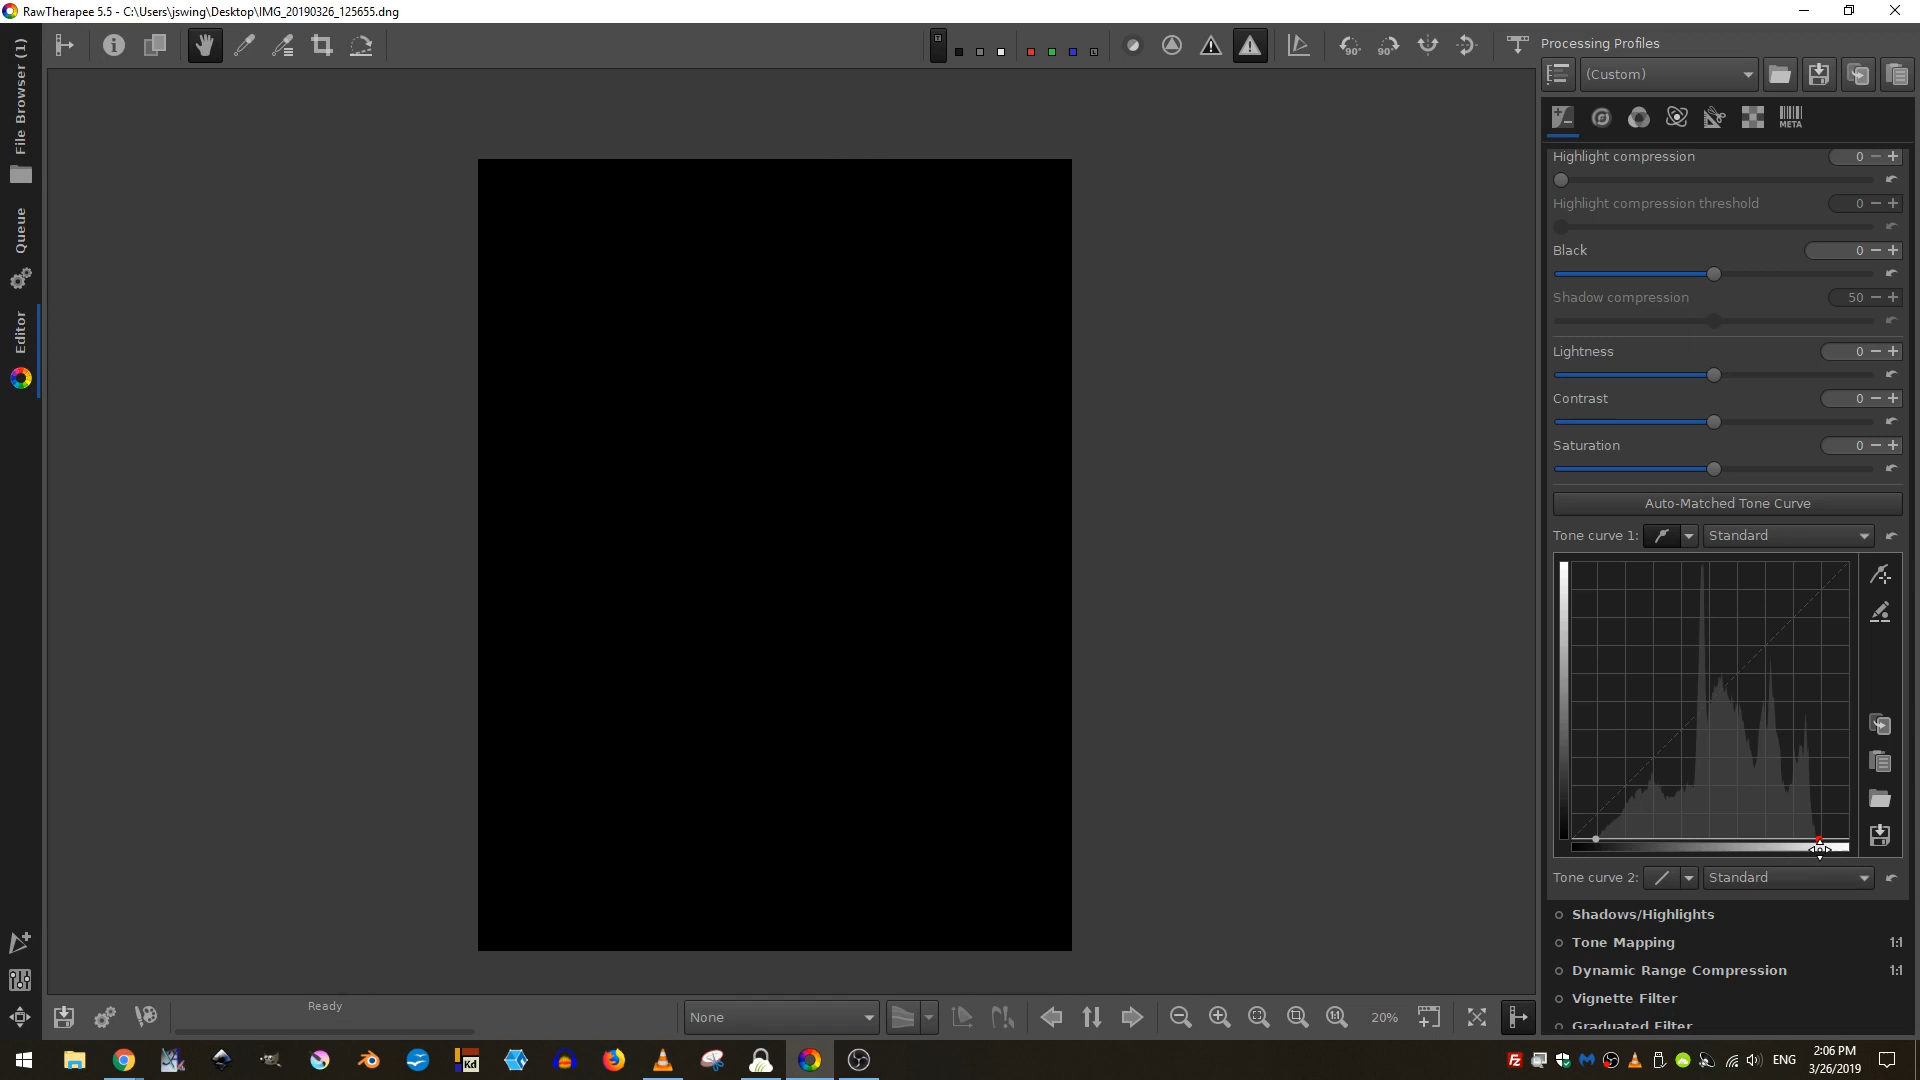 RawTherapee 5.5 - C:\Users\jswing\Desktop\IMG_20190326_125655.dng
File Browser (1)
Queue
Editor
Processing Profiles
(Custom)
META
Highlight compression 0
Highlight compression threshold 0
Black 0
Shadow compression 50
Lightness 0
Contrast 0
Saturation 0
Auto-Matched Tone Curve
Tone curve 1: Standard
Tone curve 2: Standard
Shadows/Highlights
Tone Mapping 1:1
Dynamic Range Compression 1:1
Vignette Filter
Graduated Filter
Ready
None
20%
Kd
ENG
2:06 PM
3/26/2019